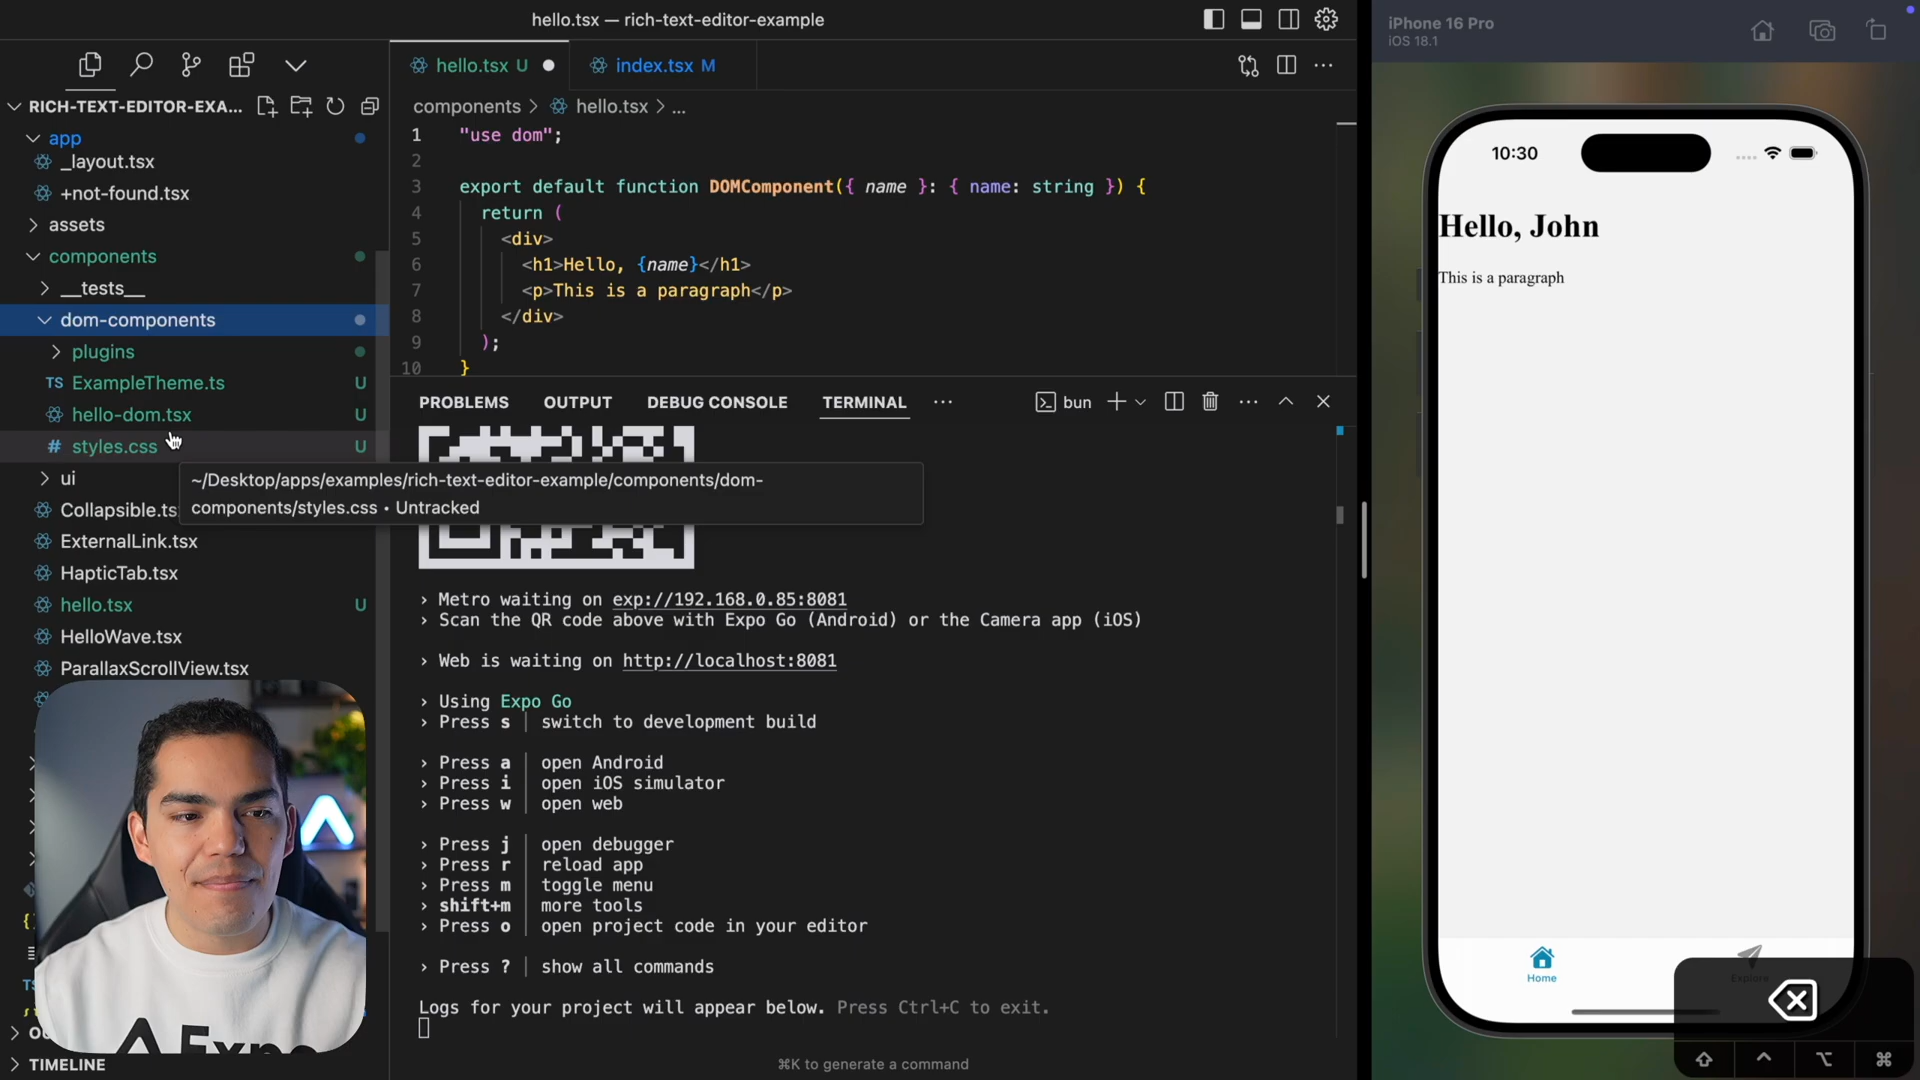 hello.tsx — rich-text-editor-example
RICH-TEXT-EDITOR-EXA...
app
_layout.tsx
+not-found.tsx
assets
components
__tests__
dom-components
plugins
TS ExampleTheme.ts U
hello-dom.tsx U
# styles.css U
ui
Collapsible.ts
ExternalLink.tsx
HapticTab.tsx
hello.tsx U
HelloWave.tsx
ParallaxScrollView.tsx
TIMELINE
hello.tsx U
index.tsx M
components > hello.tsx > ...
1 "use dom";
2
3 export default function DOMComponent({ name }: { name: string }) {
4 return (
5 <div>
6 <h1>Hello, {name}</h1>
7 <p>This is a paragraph</p>
8 </div>
9 );
10 }
~/Desktop/apps/examples/rich-text-editor-example/components/dom-
components/styles.css • Untracked
PROBLEMS OUTPUT DEBUG CONSOLE TERMINAL ... bun
› Metro waiting on exp://192.168.0.85:8081
› Scan the QR code above with Expo Go (Android) or the Camera app (iOS)
› Web is waiting on http://localhost:8081
› Using Expo Go
› Press s │ switch to development build
› Press a │ open Android
› Press i │ open iOS simulator
› Press w │ open web
› Press j │ open debugger
› Press r │ reload app
› Press m │ toggle menu
› shift+m │ more tools
› Press o │ open project code in your editor
› Press ? │ show all commands
Logs for your project will appear below. Press Ctrl+C to exit.
⌘K to generate a command
iPhone 16 Pro
iOS 18.1
10:30
Hello, John
This is a paragraph
Home
Explore